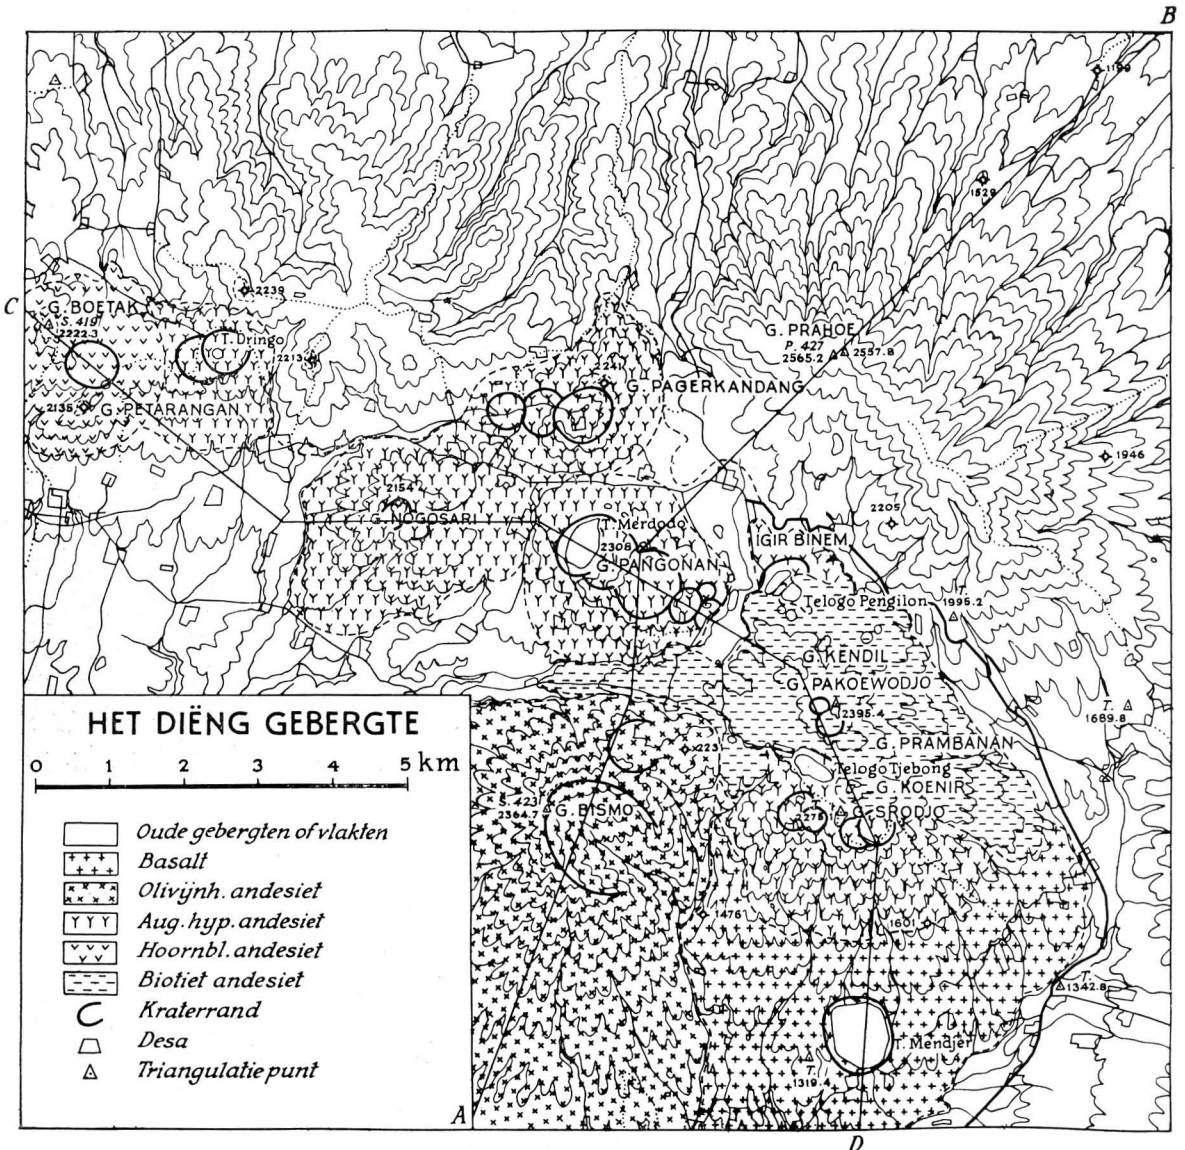 B
1199
1529
C
G. BOETAK
S. 419
2222.3
2239
T. Dringo
2213
2135
G. PETARANGAN
G. PRAHOE
P. 427
2565.2
2557.8
2241
G. PAGERKANDANG
1946
2154
G. NOGOSARI
2205
T. Merdodo
2308
G. PANGONAN
IGIR BINEM
Telogo Pengilon
T.
1995.2
G. KENDIL
G. PAKOEWODJO
2395.4
T.
1689.8
G. PRAMBANAN
223
Telogo Tjebong
G. KOENIR
S. 423
2364.7
G. BISMO
2275
G. SRODJO
1476
1601
T.
1342.8
T. Mendjer
T.
1319.4
HET DIËNG GEBERGTE
0 1 2 3 4 5 km
Oude gebergten of vlakten
Basalt
Olivijnh. andesiet
Aug. hyp. andesiet
Hoornbl. andesiet
Biotiet andesiet
Kraterrand
Desa
Triangulatie punt
A
D